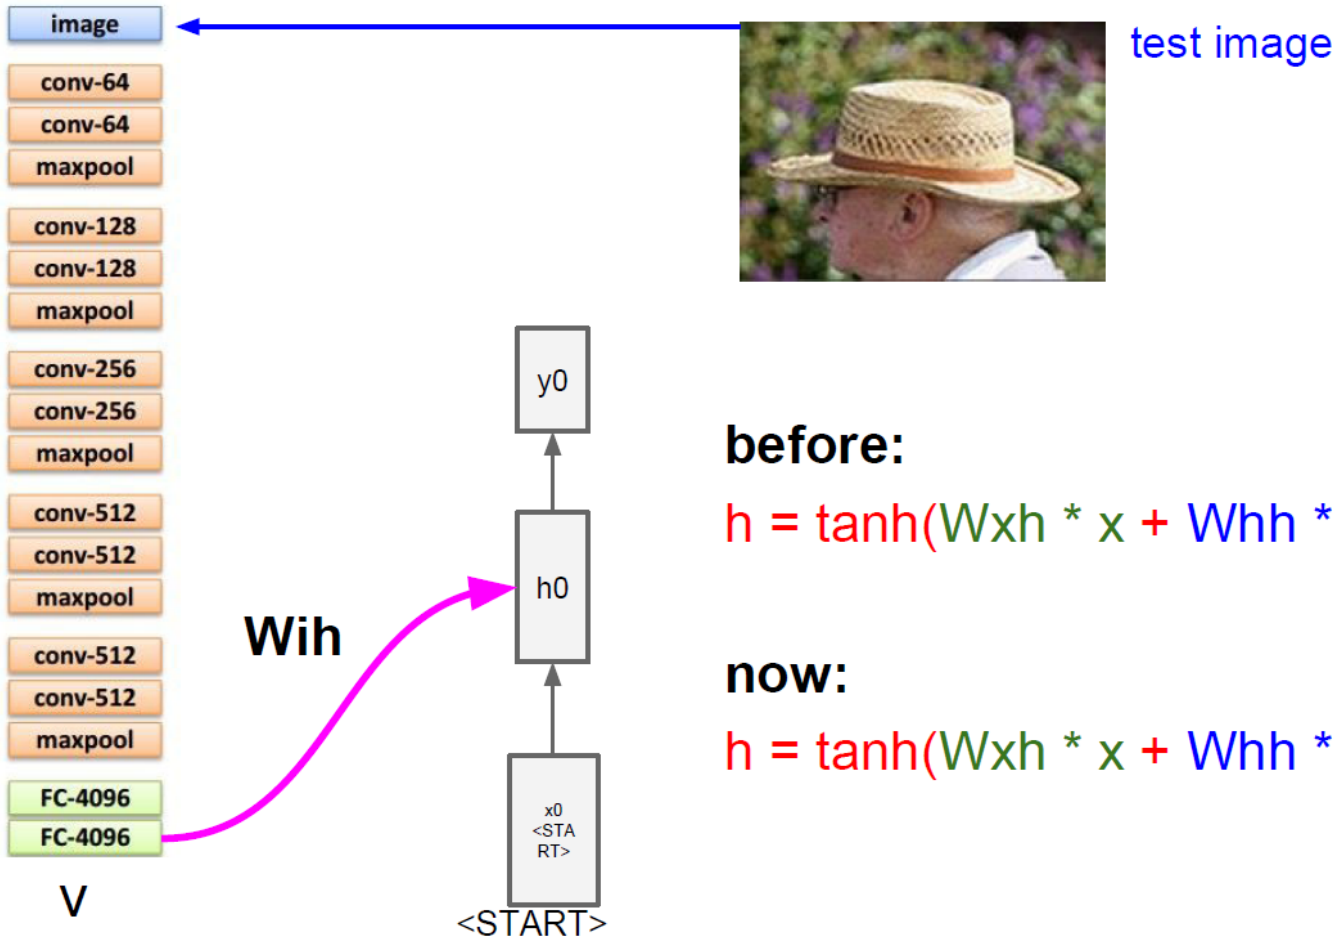 image
test image
conv-64
conv-64
maxpool
conv-128
conv-128
maxpool
conv-256
conv-256
maxpool
conv-512
conv-512
maxpool
conv-512
conv-512
maxpool
FC-4096
FC-4096
V
Wih
y0
h0
x0
<STA
RT>
<START>
before:
h = tanh(Wxh * x + Whh *
now:
h = tanh(Wxh * x + Whh *